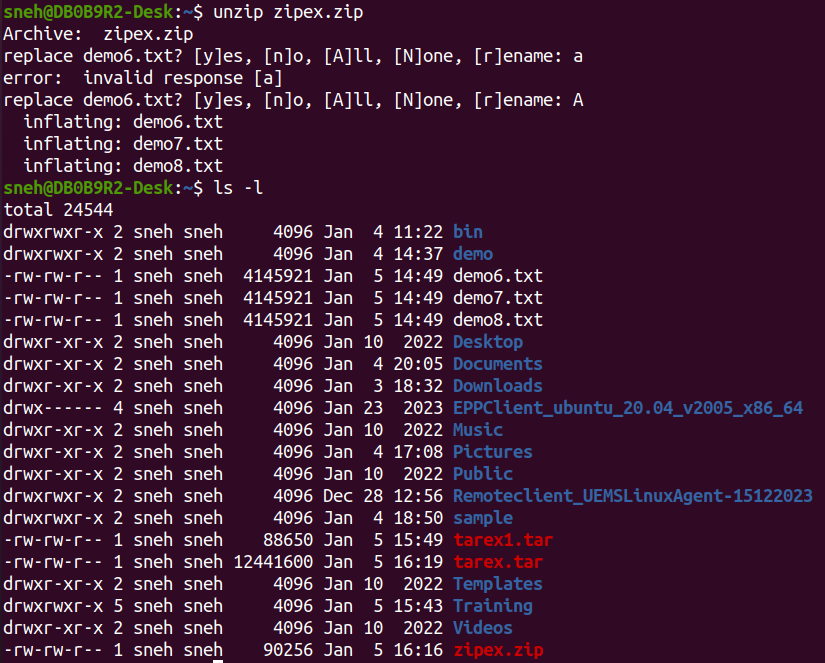 sneh@DB0B9R2-Desk:~$ unzip zipex.zip
Archive:  zipex.zip
replace demo6.txt? [y]es, [n]o, [A]ll, [N]one, [r]ename: a
error:  invalid response [a]
replace demo6.txt? [y]es, [n]o, [A]ll, [N]one, [r]ename: A
  inflating: demo6.txt
  inflating: demo7.txt
  inflating: demo8.txt
sneh@DB0B9R2-Desk:~$ ls -l
total 24544
drwxrwxr-x 2 sneh sneh     4096 Jan  4 11:22 bin
drwxrwxr-x 2 sneh sneh     4096 Jan  4 14:37 demo
-rw-rw-r-- 1 sneh sneh  4145921 Jan  5 14:49 demo6.txt
-rw-rw-r-- 1 sneh sneh  4145921 Jan  5 14:49 demo7.txt
-rw-rw-r-- 1 sneh sneh  4145921 Jan  5 14:49 demo8.txt
drwxr-xr-x 2 sneh sneh     4096 Jan 10  2022 Desktop
drwxr-xr-x 2 sneh sneh     4096 Jan  4 20:05 Documents
drwxr-xr-x 2 sneh sneh     4096 Jan  3 18:32 Downloads
drwx------ 4 sneh sneh     4096 Jan 23  2023 EPPClient_ubuntu_20.04_v2005_x86_64
drwxr-xr-x 2 sneh sneh     4096 Jan 10  2022 Music
drwxr-xr-x 2 sneh sneh     4096 Jan  4 17:08 Pictures
drwxr-xr-x 2 sneh sneh     4096 Jan 10  2022 Public
drwxrwxr-x 2 sneh sneh     4096 Dec 28 12:56 Remoteclient_UEMSLinuxAgent-15122023
drwxrwxr-x 2 sneh sneh     4096 Jan  4 18:50 sample
-rw-rw-r-- 1 sneh sneh    88650 Jan  5 15:49 tarex1.tar
-rw-rw-r-- 1 sneh sneh 12441600 Jan  5 16:19 tarex.tar
drwxr-xr-x 2 sneh sneh     4096 Jan 10  2022 Templates
drwxrwxr-x 5 sneh sneh     4096 Jan  5 15:43 Training
drwxr-xr-x 2 sneh sneh     4096 Jan 10  2022 Videos
-rw-rw-r-- 1 sneh sneh    90256 Jan  5 16:16 zipex.zip